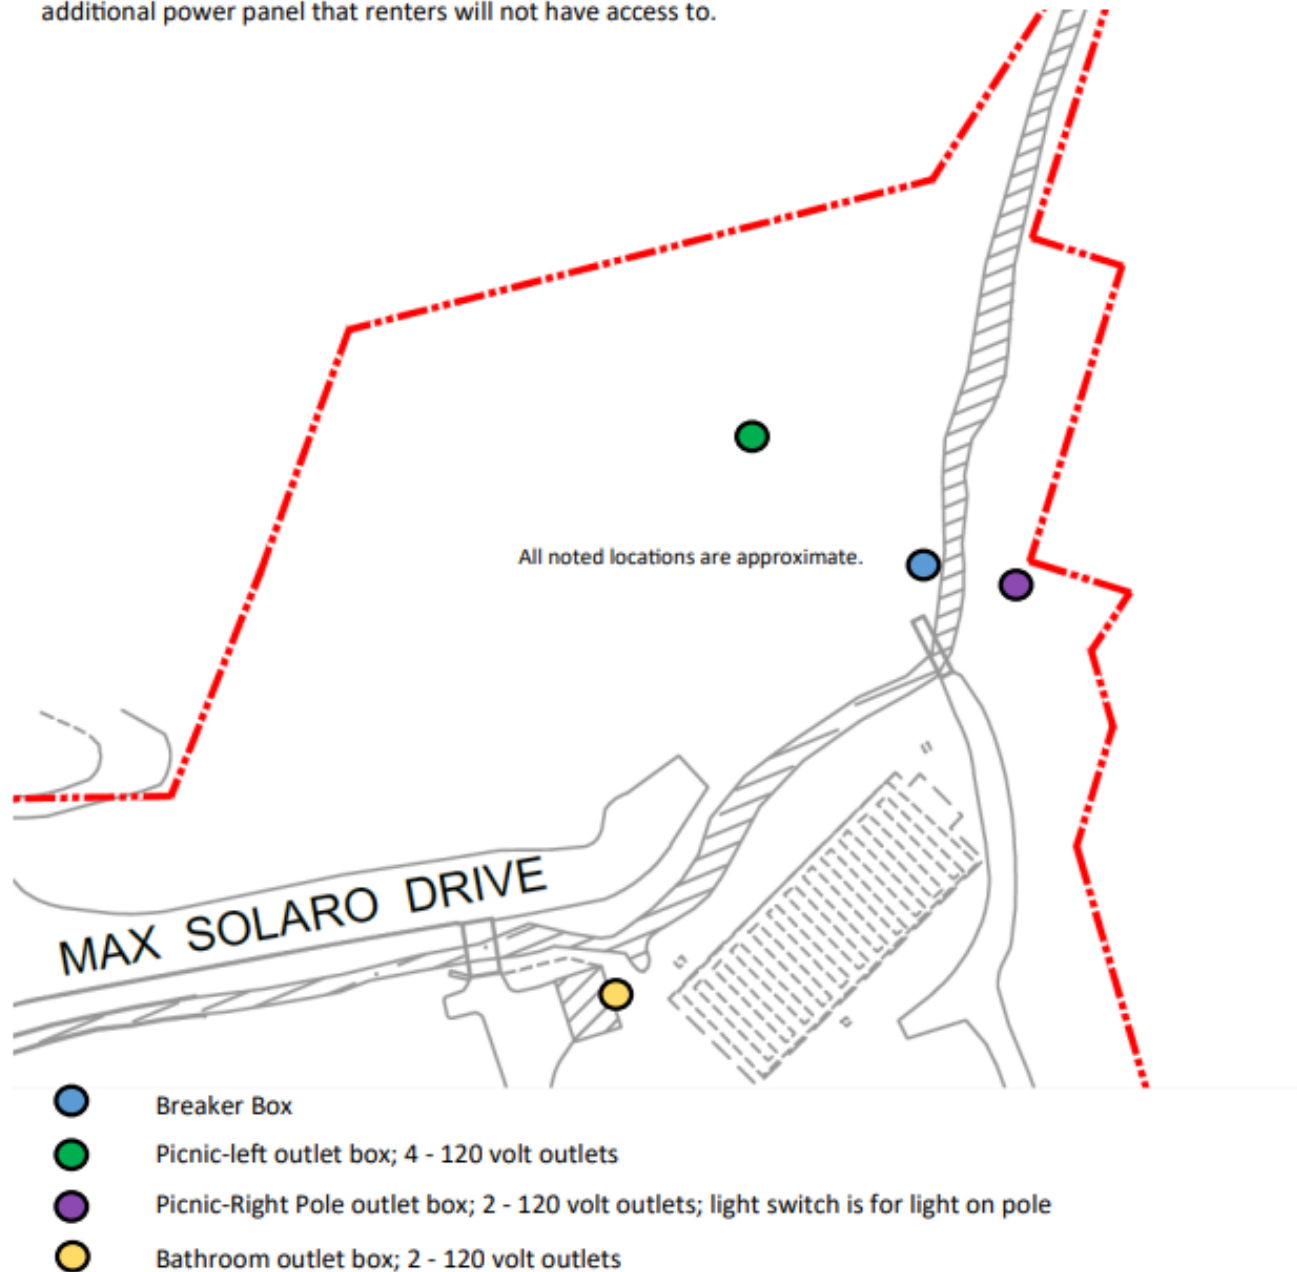 additional power panel that renters will not have access to.
All noted locations are approximate.
MAX SOLARO DRIVE
Breaker Box
Picnic-left outlet box; 4 - 120 volt outlets
Picnic-Right Pole outlet box; 2 - 120 volt outlets; light switch is for light on pole
Bathroom outlet box; 2 - 120 volt outlets